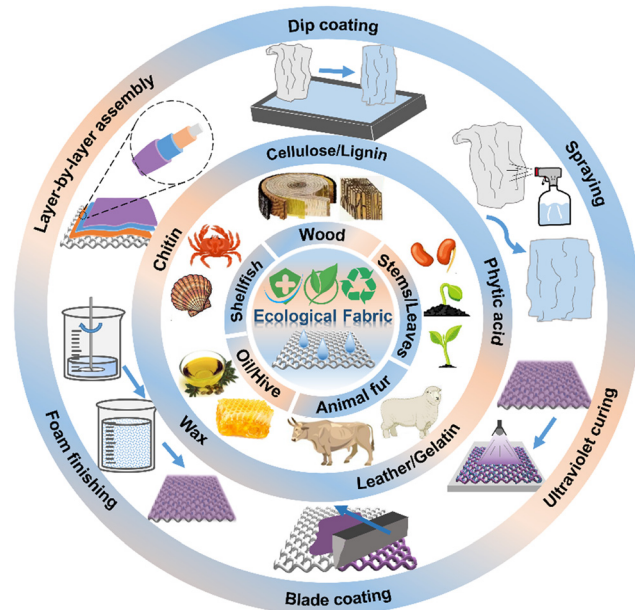 Dip coating
Layer-by-layer assembly
Spraying
Cellulose/Lignin
Chitin
Phytic acid
Wood
Shellfish
Stems/Leaves
Ecological Fabric
Oil/Hive
Animal fur
Wax
Leather/Gelatin
Foam finishing
Ultraviolet curing
Blade coating